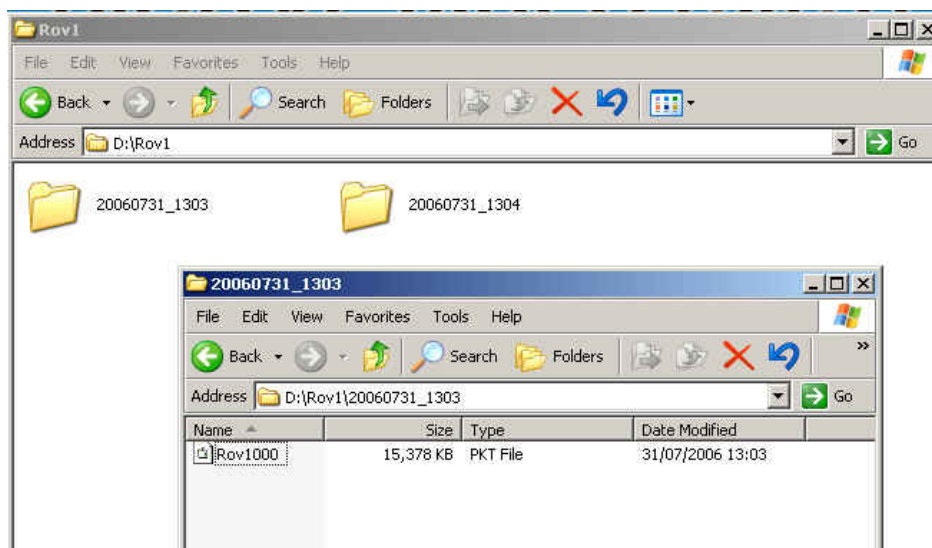 Rov1
File Edit View Favorites Tools Help
Back Search Folders
Address D:\Rov1 Go
20060731_1303 20060731_1304
20060731_1303
File Edit View Favorites Tools Help
Back Search Folders »
Address D:\Rov1\20060731_1303 Go
Name Size Type Date Modified
Rov1000 15,378 KB PKT File 31/07/2006 13:03